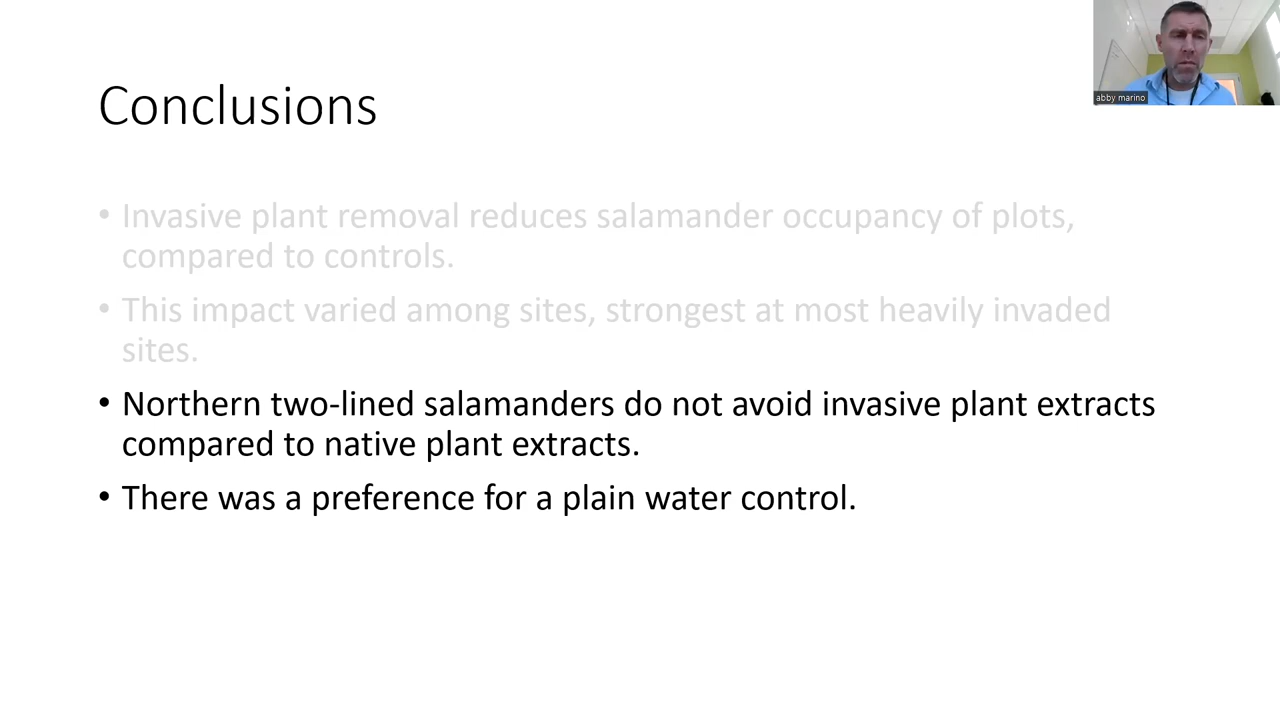 abby marino
Conclusions
• Invasive plant removal reduces salamander occupancy of plots,
compared to controls.
• This impact varied among sites, strongest at most heavily invaded
sites.
• Northern two-lined salamanders do not avoid invasive plant extracts
compared to native plant extracts.
• There was a preference for a plain water control.